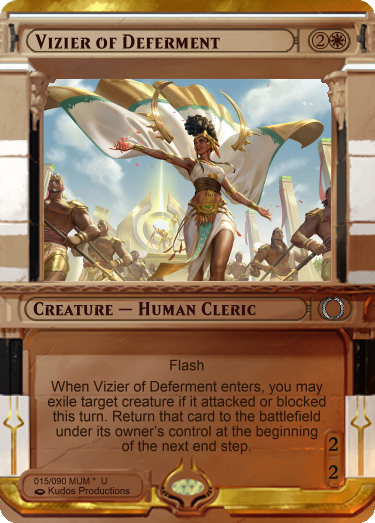 Vizier of Deferment
2
Creature — Human Cleric
Flash
When Vizier of Deferment enters, you may
exile target creature if it attacked or blocked
this turn. Return that card to the battlefield
under its owner's control at the beginning
of the next end step.
2
2
015/090 MUM * U
Kudos Productions